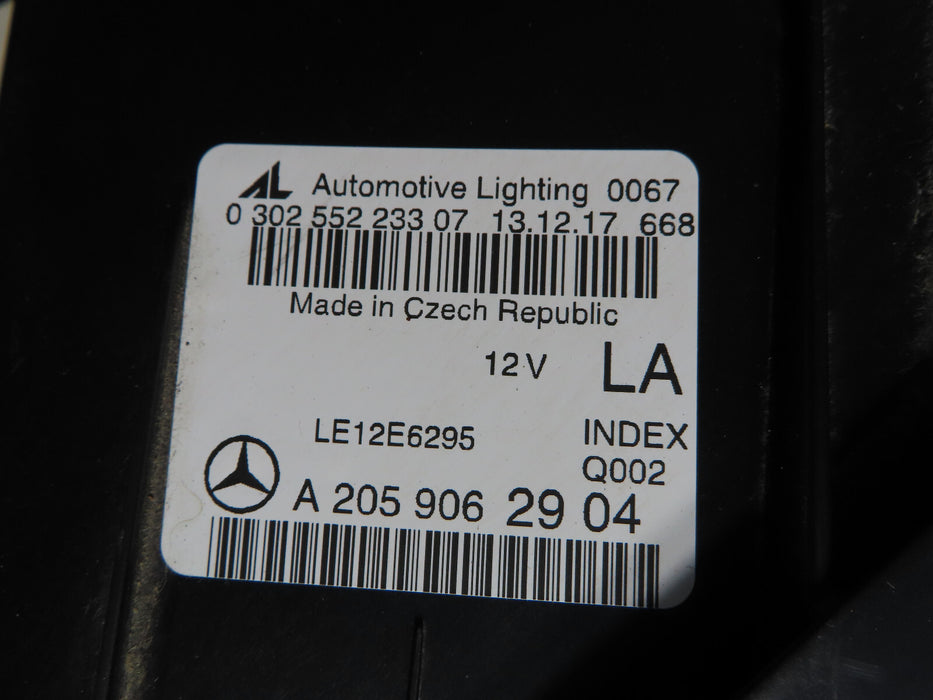 AL Automotive Lighting 0067
0 302 552 233 07 13.12.17 668
Made in Czech Republic
12V LA
LE12E6295 INDEX
Q002
A 205 906 29 04